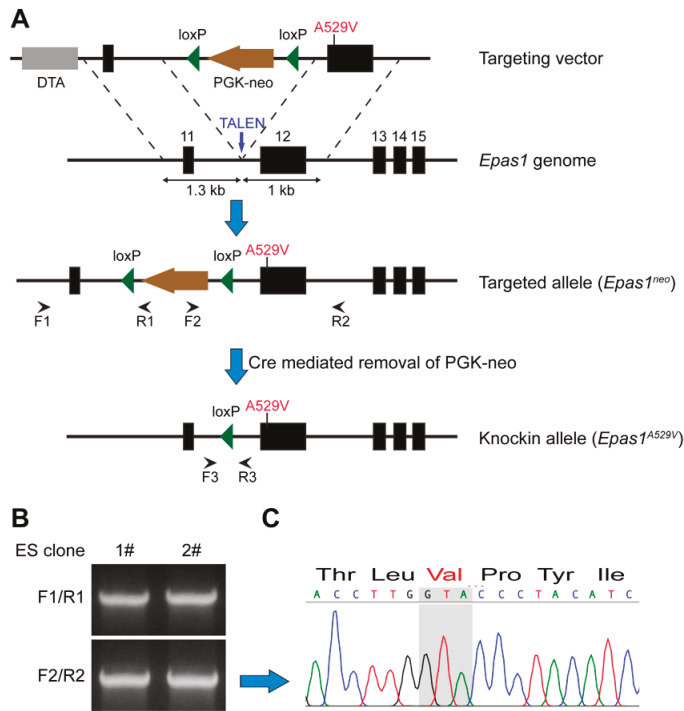 A
A529V
loxP
loxP
DTA
PGK-neo
Targeting vector
TALEN
11
12
13 14 15
Epas1 genome
1.3 kb
1 kb
loxP
loxP
A529V
Targeted allele (Epas1neo)
F1
R1
F2
R2
Cre mediated removal of PGK-neo
loxP
A529V
Knockin allele (Epas1A529V)
F3
R3
B
ES clone
1#
2#
F1/R1
F2/R2
C
Thr Leu Val Pro Tyr Ile
A C C T T G G T A C C C T A C A T C